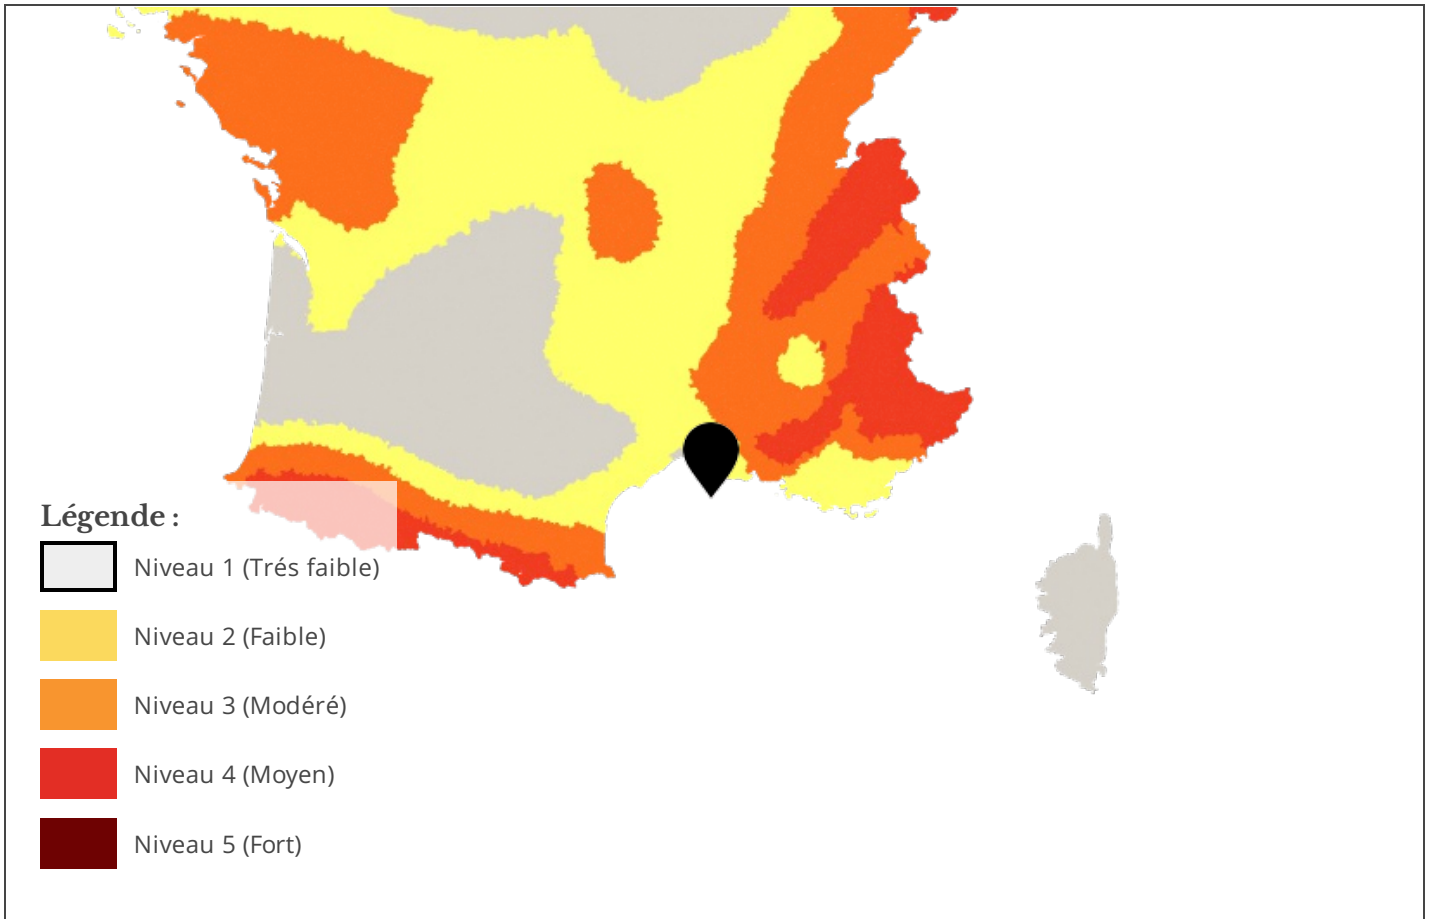 Légende :
Niveau 1 (Trés faible)
Niveau 2 (Faible)
Niveau 3 (Modéré)
Niveau 4 (Moyen)
Niveau 5 (Fort)